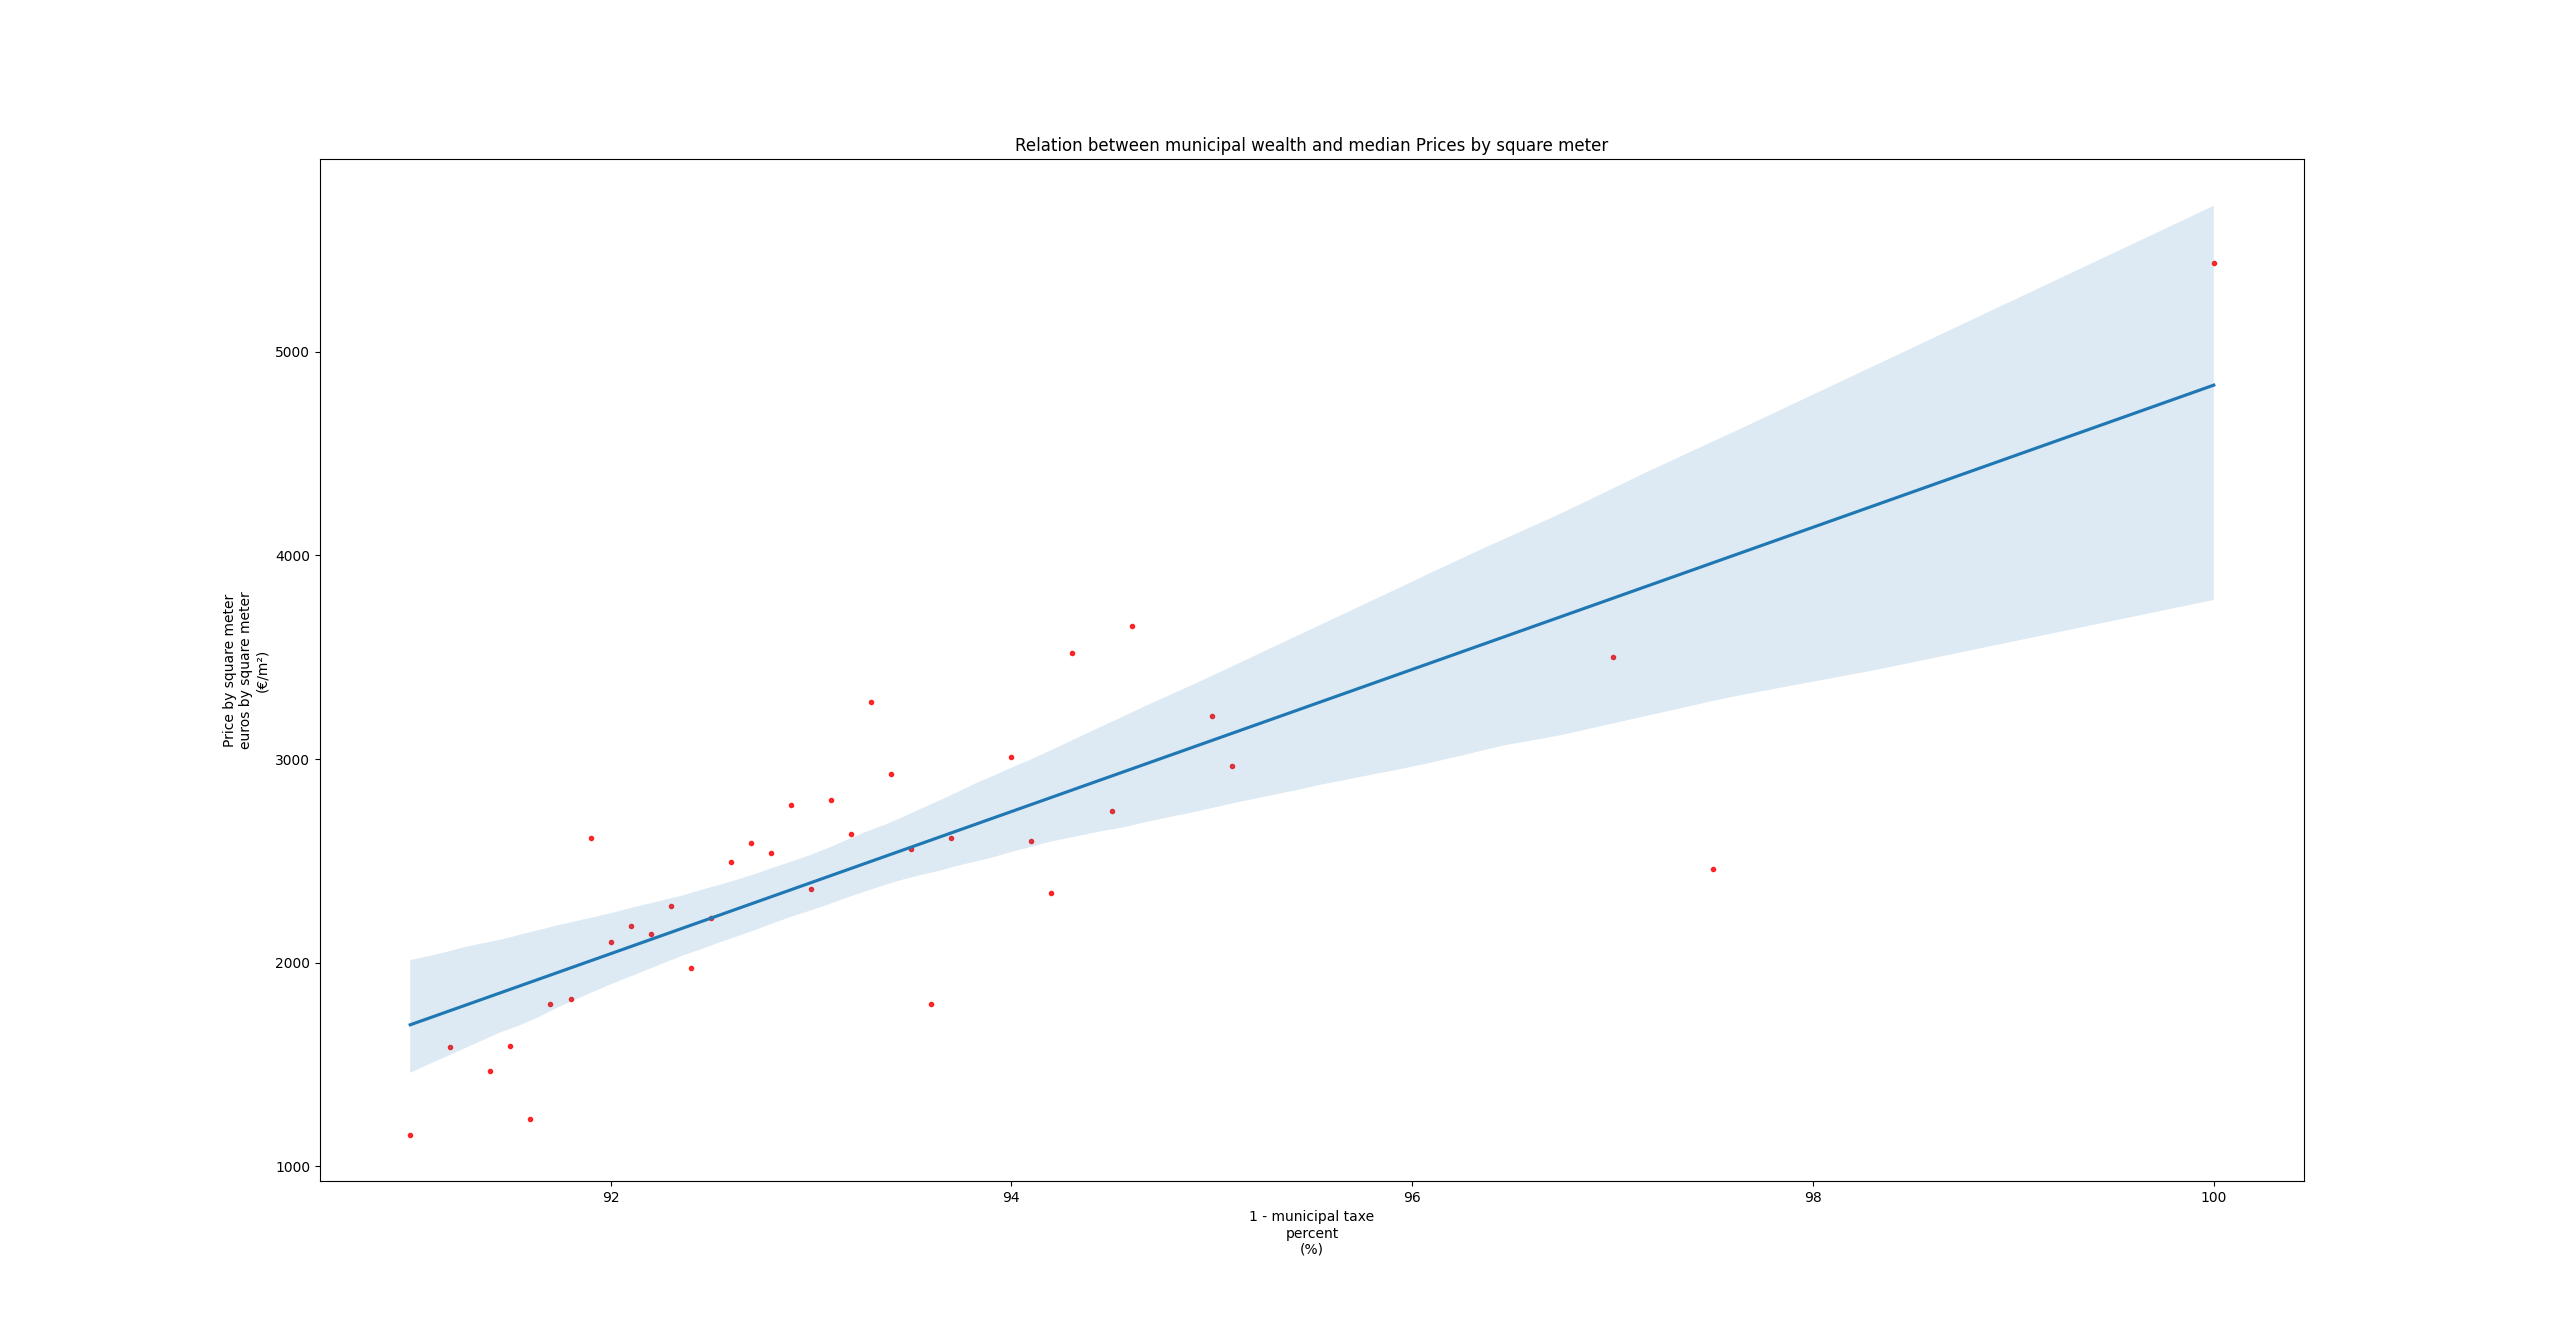 Relation between municipal wealth and median Prices by square meter
Price by square meter
euros by square meter
(€/m²)
5000
4000
3000
2000
1000
92
94
96
98
100
1 - municipal taxe
percent
(%)